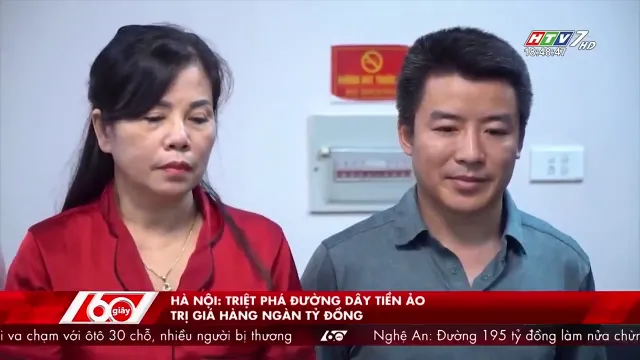 HTV7 HD
18:48:47
60 giây
HÀ NỘI: TRIỆT PHÁ ĐƯỜNG DÂY TIỀN ẢO
TRỊ GIÁ HÀNG NGÀN TỶ ĐỒNG
i va chạm với ôtô 30 chỗ, nhiều người bị thương
Nghệ An: Đường 195 tỷ đồng làm nửa chừ